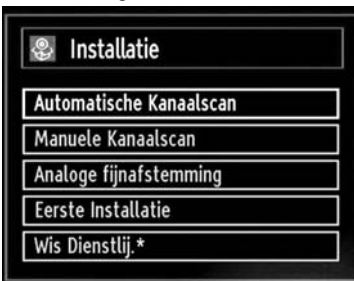 Installatie
Automatische Kanaalscan
Manuele Kanaalscan
Analoge fijnafstemming
Eerste Installatie
Wis Dienstlij.*